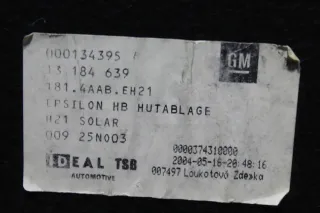 000134395
13 184 639
GM
181.4AAB.EH21
EPSILON HB HUTABLAGE
H21 SOLAR
009 25N003
0000374310000
IDEAL TSB
2004-05-16-20:48:16
AUTOMOTIVE
007497 Loukotová Zdeňka